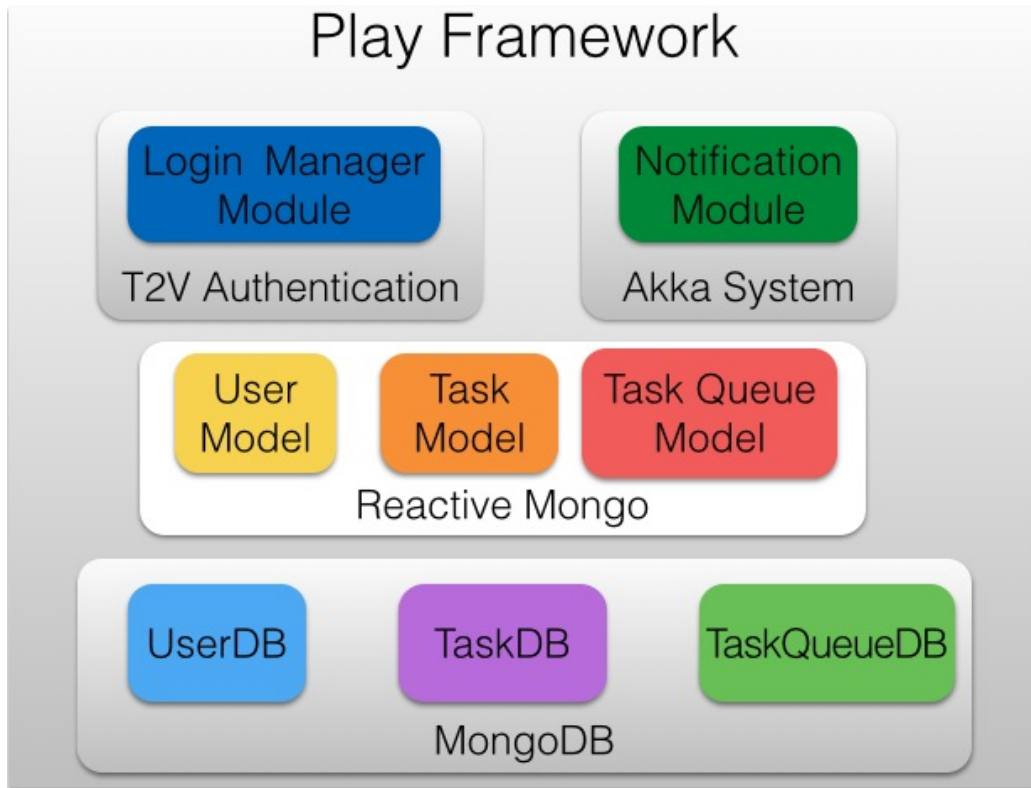 Play Framework
Login Manager
Module
T2V Authentication
Notification
Module
Akka System
User
Model
Task
Model
Task Queue
Model
Reactive Mongo
UserDB
TaskDB
TaskQueueDB
MongoDB